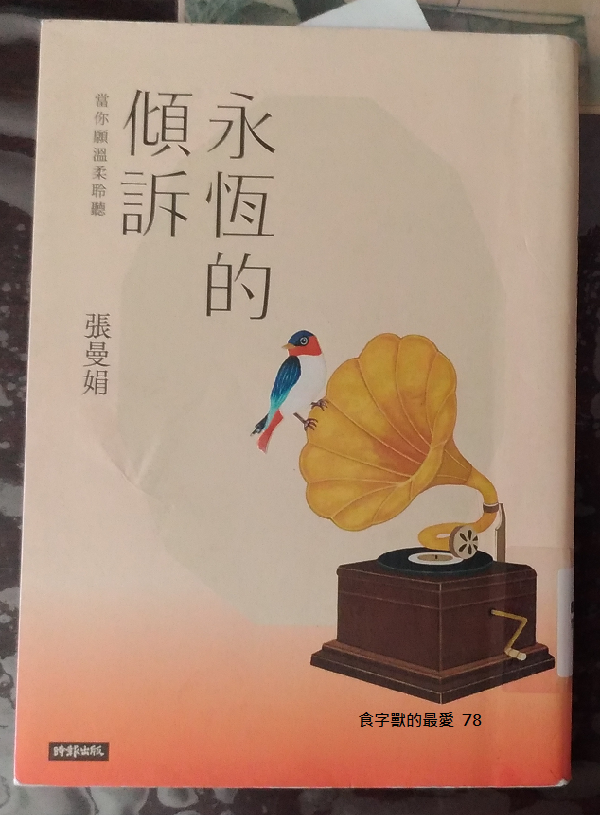 永恆的
傾訴
當你願溫柔聆聽
張曼娟
食字獸的最愛 78
時報出版